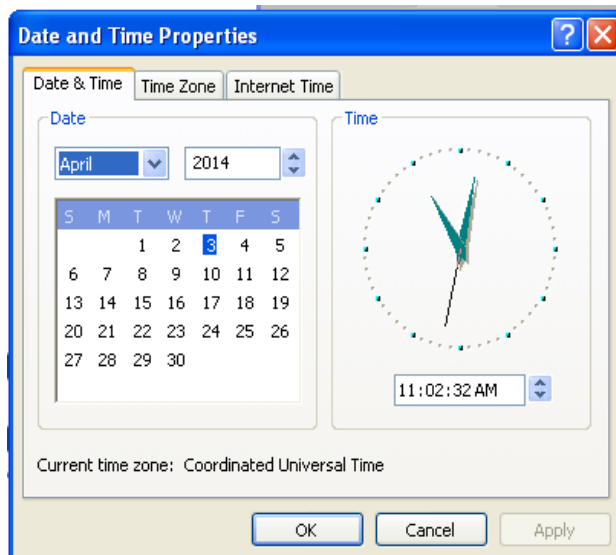 Date and Time Properties
Date & Time Time Zone Internet Time
Date
April 2014
S M T W T F S
1 2 3 4 5
6 7 8 9 10 11 12
13 14 15 16 17 18 19
20 21 22 23 24 25 26
27 28 29 30
Time
11:02:32 AM
Current time zone: Coordinated Universal Time
OK Cancel Apply